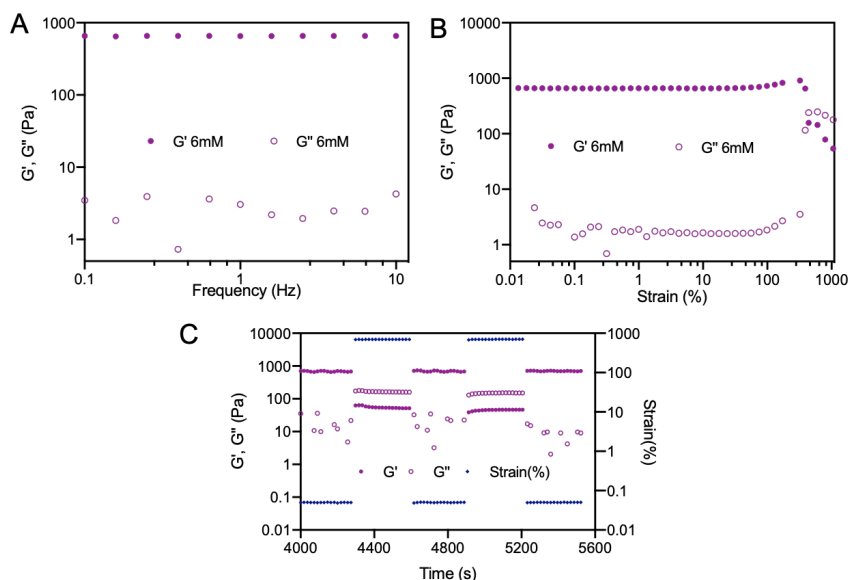 A
1000
100
10
1
G', G'' (Pa)
G' 6mM
G'' 6mM
0.1
1
10
Frequency (Hz)
B
10000
1000
100
10
1
G', G'' (Pa)
G' 6mM
G'' 6mM
0.01
0.1
1
10
100
1000
Strain (%)
C
10000
1000
100
10
1
0.1
0.01
G', G'' (Pa)
G'
G''
Strain(%)
1000
100
10
1
0.1
0.01
Strain(%)
4000
4400
4800
5200
5600
Time (s)